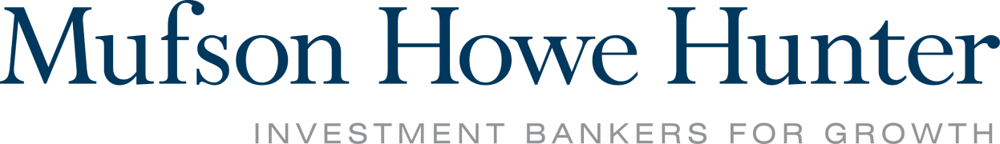 Mufson Howe Hunter
INVESTMENT BANKERS FOR GROWTH